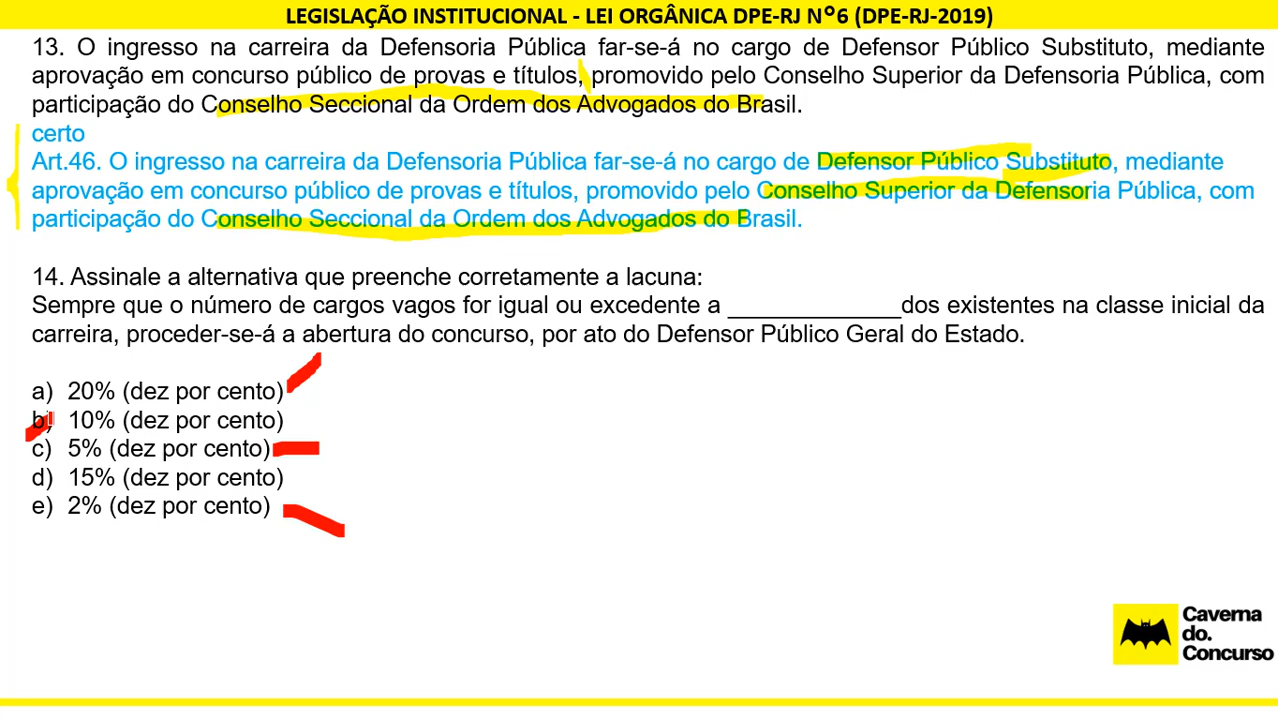 LEGISLAÇÃO INSTITUCIONAL - LEI ORGÂNICA DPE-RJ Nº6 (DPE-RJ-2019)
13. O ingresso na carreira da Defensoria Pública far-se-á no cargo de Defensor Público Substituto, mediante
aprovação em concurso público de provas e títulos, promovido pelo Conselho Superior da Defensoria Pública, com
participação do Conselho Seccional da Ordem dos Advogados do Brasil.
certo
Art.46. O ingresso na carreira da Defensoria Pública far-se-á no cargo de Defensor Público Substituto, mediante
aprovação em concurso público de provas e títulos, promovido pelo Conselho Superior da Defensoria Pública, com
participação do Conselho Seccional da Ordem dos Advogados do Brasil.
14. Assinale a alternativa que preenche corretamente a lacuna:
Sempre que o número de cargos vagos for igual ou excedente a _____________dos existentes na classe inicial da
carreira, proceder-se-á a abertura do concurso, por ato do Defensor Público Geral do Estado.
a) 20% (dez por cento)
b) 10% (dez por cento)
c) 5% (dez por cento)
d) 15% (dez por cento)
e) 2% (dez por cento)
Caverna
do.
Concurso